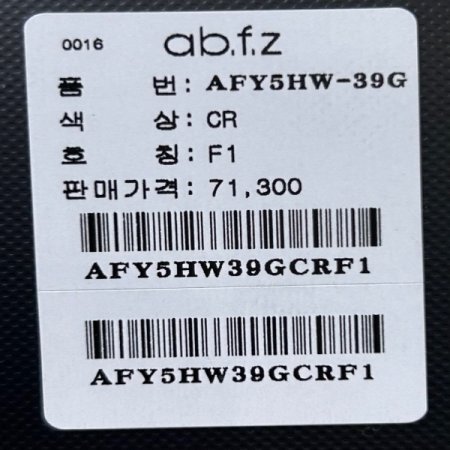 0016 ab.f.z
품 번: AFY5HW-39G
색 상: CR
호 칭: F1
판매가격: 71,300
AFY5HW39GCRF1
AFY5HW39GCRF1